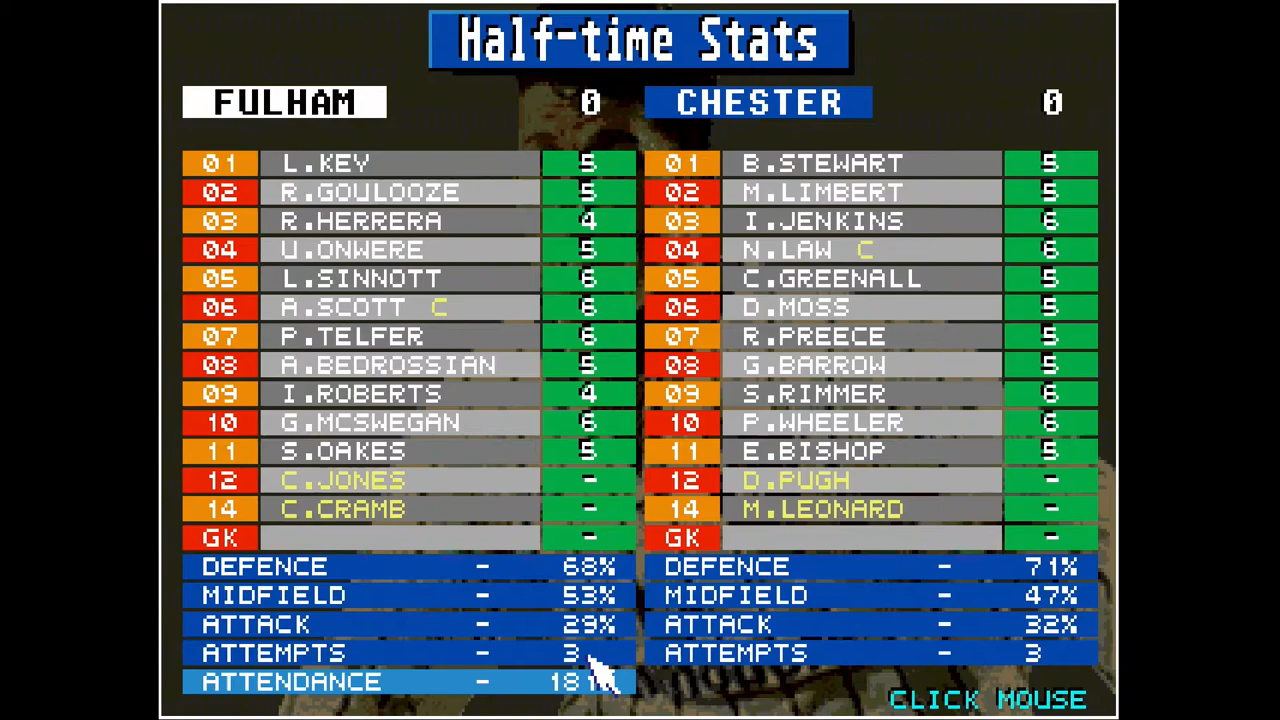 Half-time Stats
FULHAM 0 CHESTER 0
01 L.KEY 5 01 B.STEWART 5
02 R.GOULOOZE 5 02 M.LIMBERT 5
03 R.HERRERA 4 03 I.JENKINS 6
04 U.ONWERE 5 04 N.LAW C 6
05 L.SINNOTT 6 05 C.GREENALL 5
06 A.SCOTT C 6 06 D.MOSS 5
07 P.TELFER 6 07 R.PREECE 5
08 A.BEDROSSIAN 5 08 G.BARROW 5
09 I.ROBERTS 4 09 S.RIMMER 6
10 G.MCSWEGAN 6 10 P.WHEELER 6
11 S.OAKES 5 11 E.BISHOP 5
12 C.JONES - 12 D.PUGH -
14 C.CRAMB - 14 M.LEONARD -
GK - GK -
DEFENCE - 68% DEFENCE - 71%
MIDFIELD - 53% MIDFIELD - 47%
ATTACK - 29% ATTACK - 32%
ATTEMPTS - 3 ATTEMPTS - 3
ATTENDANCE -
CLICK MOUSE